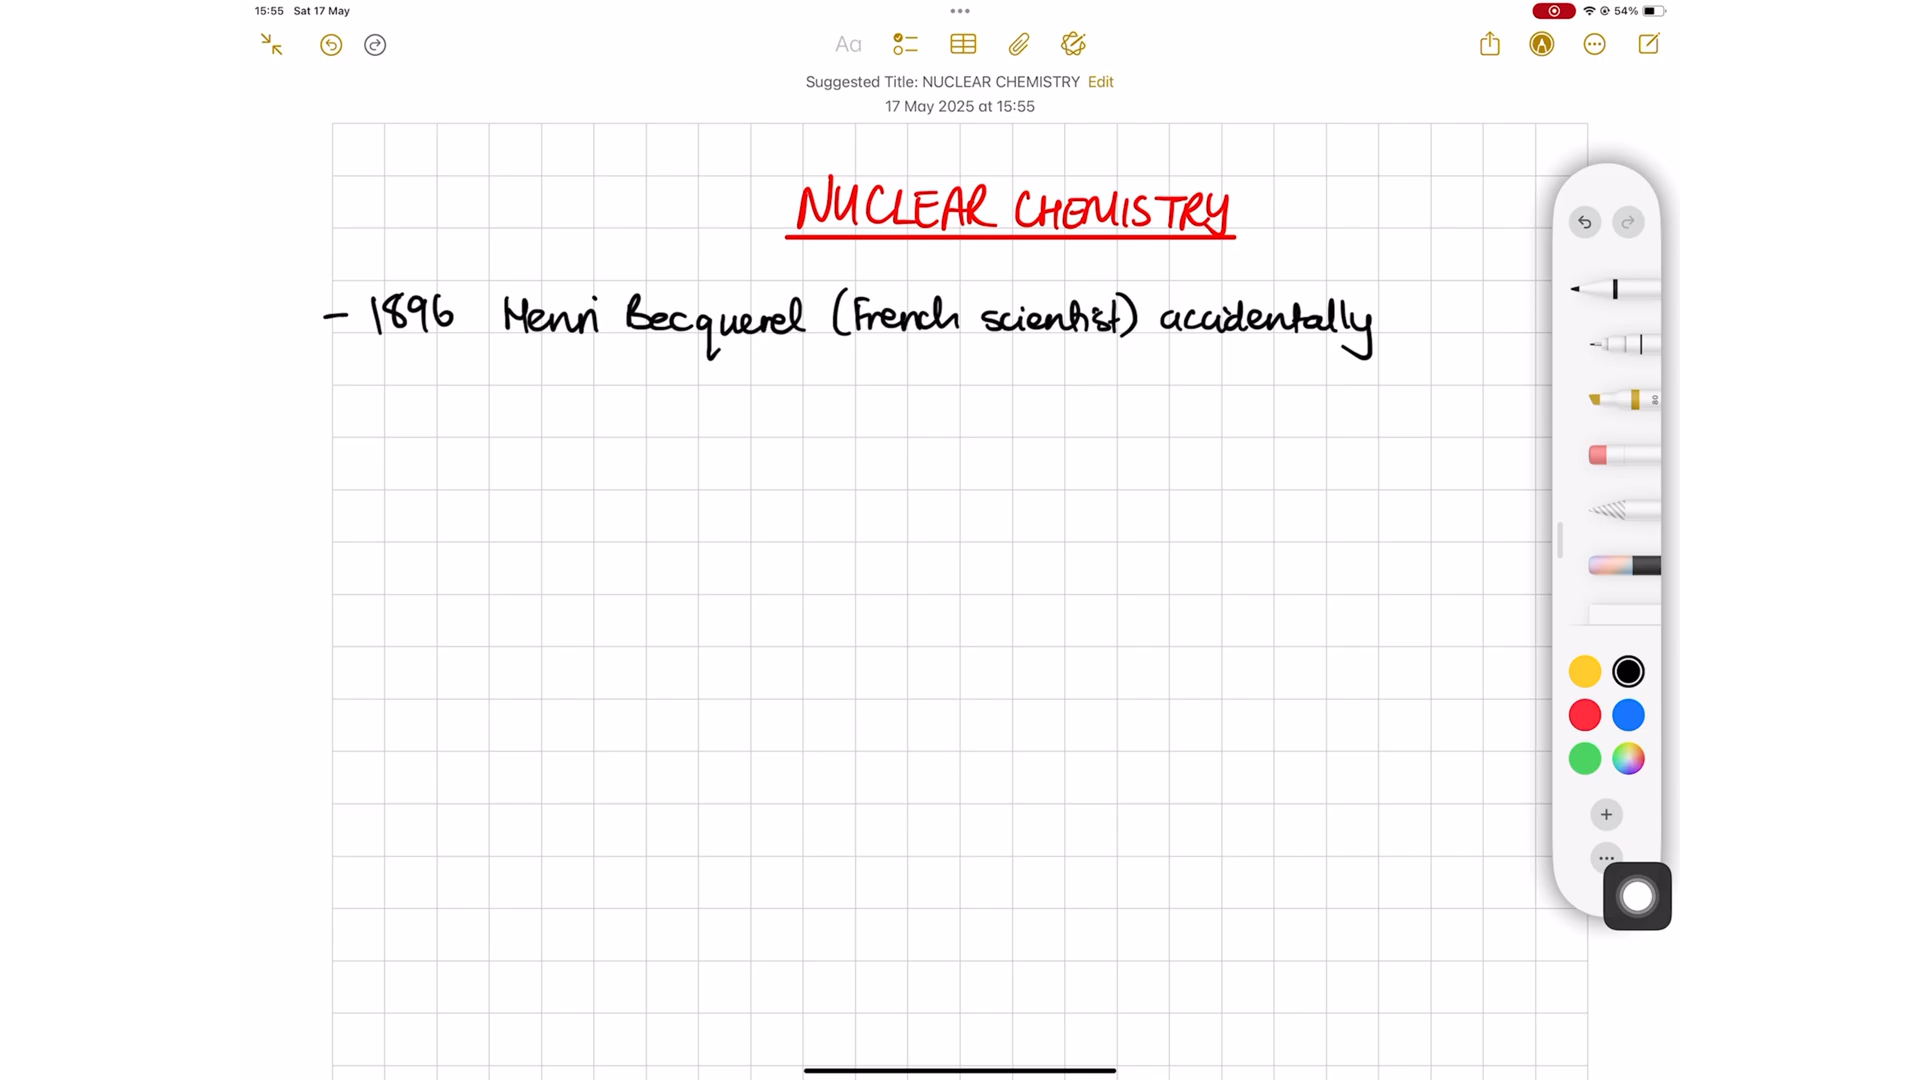 15:55 Sat 17 May
54%
Aa
Suggested Title: NUCLEAR CHEMISTRY Edit
17 May 2025 at 15:55
NUCLEAR CHEMISTRY
- 1896 Henri Becquerel (French scientist) accidentally
80